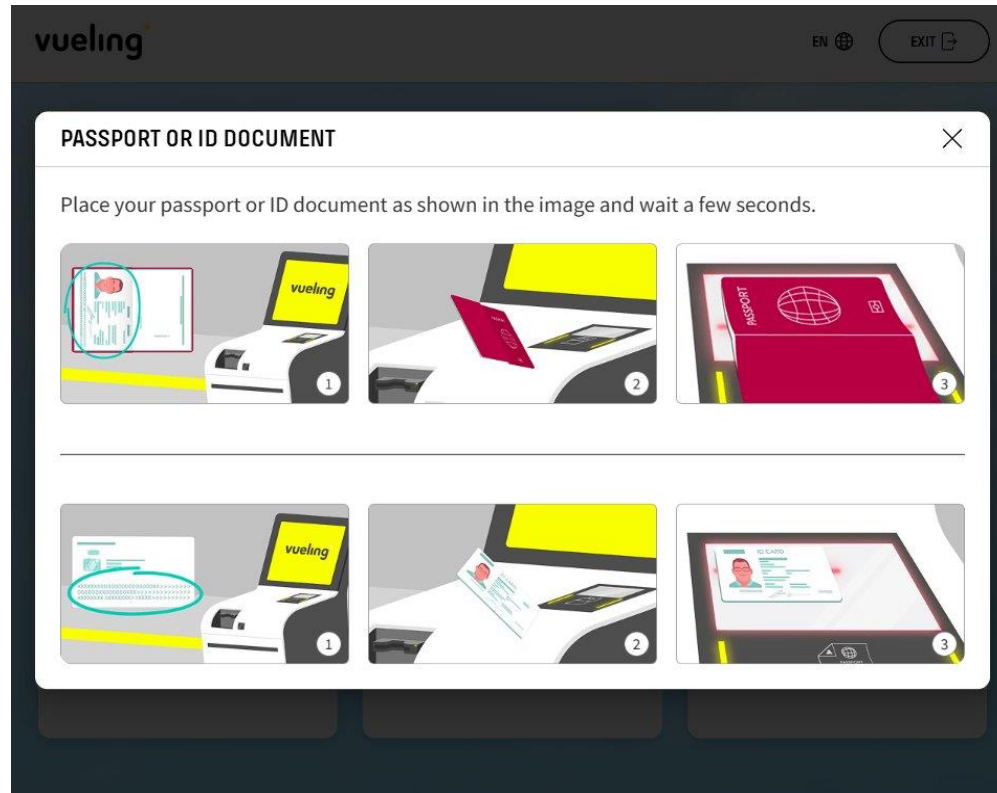 vueling
EN
EXIT
PASSPORT OR ID DOCUMENT
Place your passport or ID document as shown in the image and wait a few seconds.
vueling
1
2
PASSPORT
3
vueling
1
2
ID CARD
PASSPORT
3